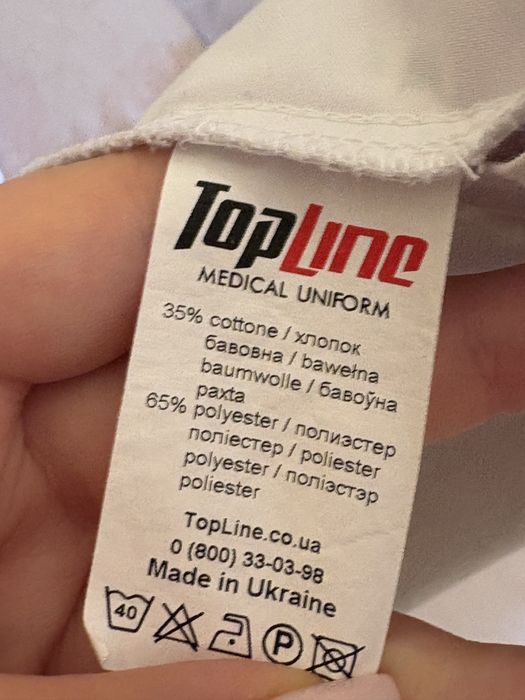 TopLine
MEDICAL UNIFORM
35% cottone / хлопок
бавовна / bawełna
baumwolle / бавоўна
paxta
65% polyester / полиэстер
поліестер / poliester
polyester / поліэстэр
poliester
TopLine.co.ua
0 (800) 33-03-98
Made in Ukraine
40 P